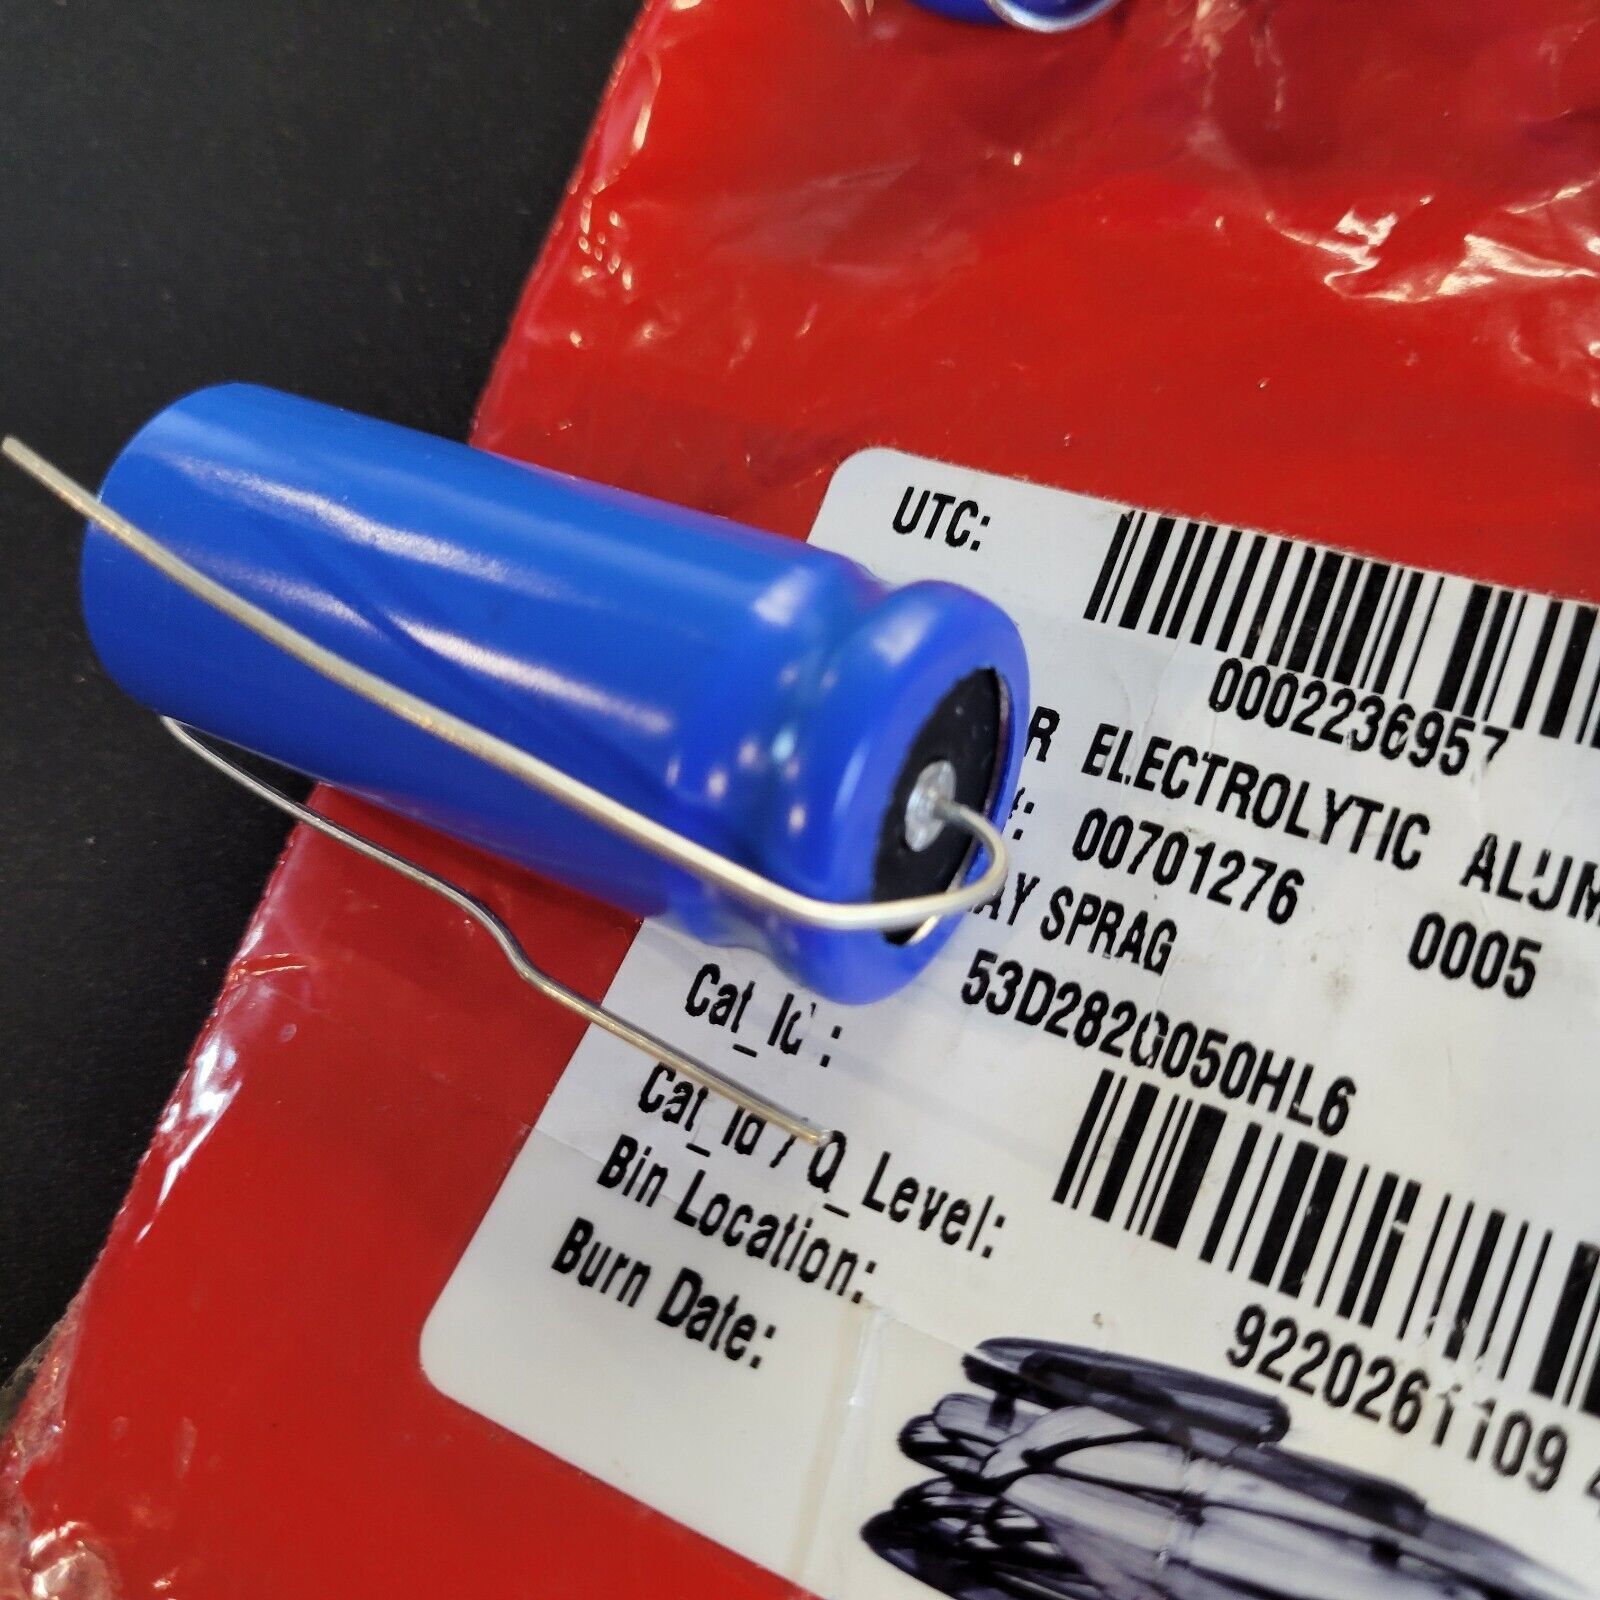 UTC:
0002236957
R ELECTROLYTIC ALUM
: 00701276 0005
AY SPRAG
Cat_Id : 53D282G050HL6
Cat_Id / Q_Level:
Bin Location:
9220261109
Burn Date: